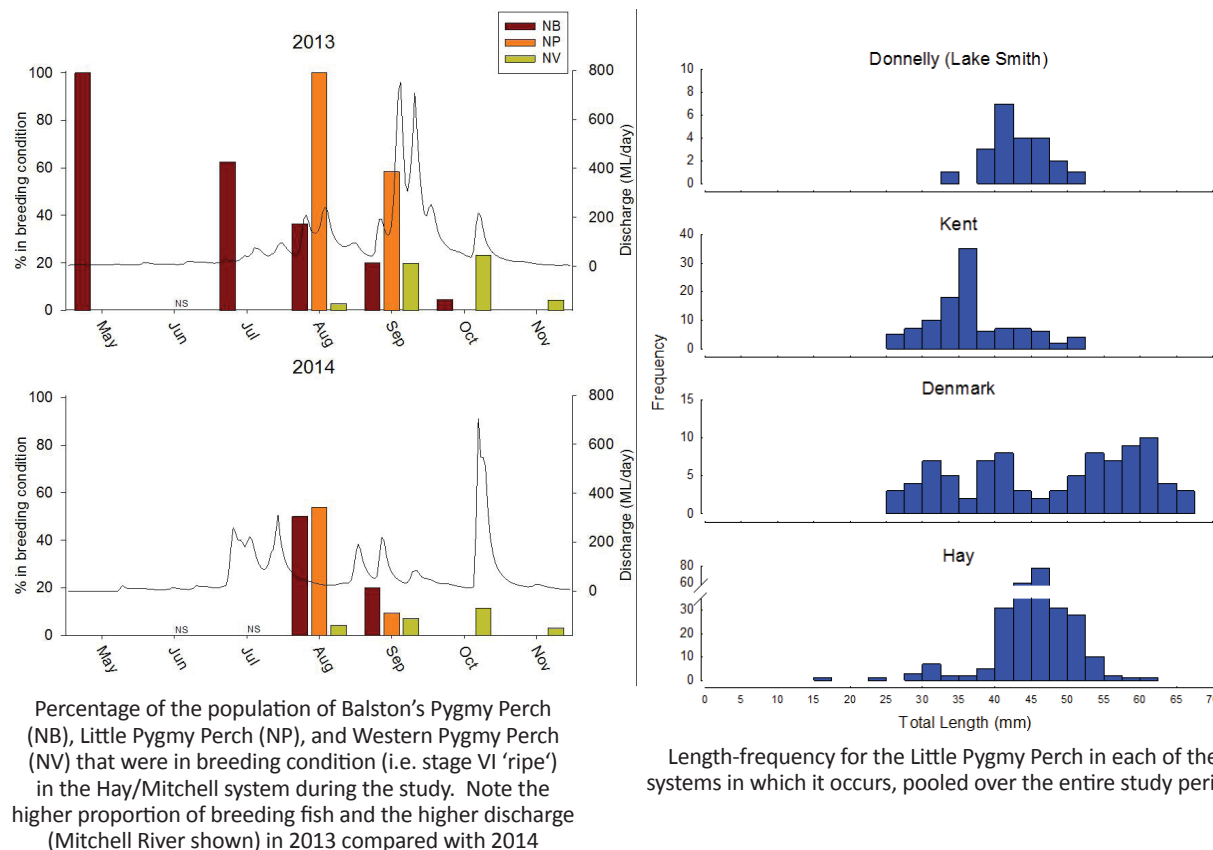 NB
NP
NV
2013
100
80
60
40
20
0
% in breeding condition
800
600
400
200
0
Discharge (ML/day)
NS
May
Jun
Jul
Aug
Sep
Oct
Nov
2014
100
80
60
40
20
0
% in breeding condition
800
600
400
200
0
Discharge (ML/day)
NS
NS
May
Jun
Jul
Aug
Sep
Oct
Nov
Percentage of the population of Balston’s Pygmy Perch
(NB), Little Pygmy Perch (NP), and Western Pygmy Perch
(NV) that were in breeding condition (i.e. stage VI ‘ripe‘)
in the Hay/Mitchell system during the study. Note the
higher proportion of breeding fish and the higher discharge
(Mitchell River shown) in 2013 compared with 2014
Donnelly (Lake Smith)
10
8
6
4
2
0
Kent
40
35
30
25
20
15
10
5
0
Frequency
Denmark
15
10
5
0
Hay
80
60
30
20
10
0
0 5 10 15 20 25 30 35 40 45 50 55 60 65 70
Total Length (mm)
Length-frequency for the Little Pygmy Perch in each of the
systems in which it occurs, pooled over the entire study peri